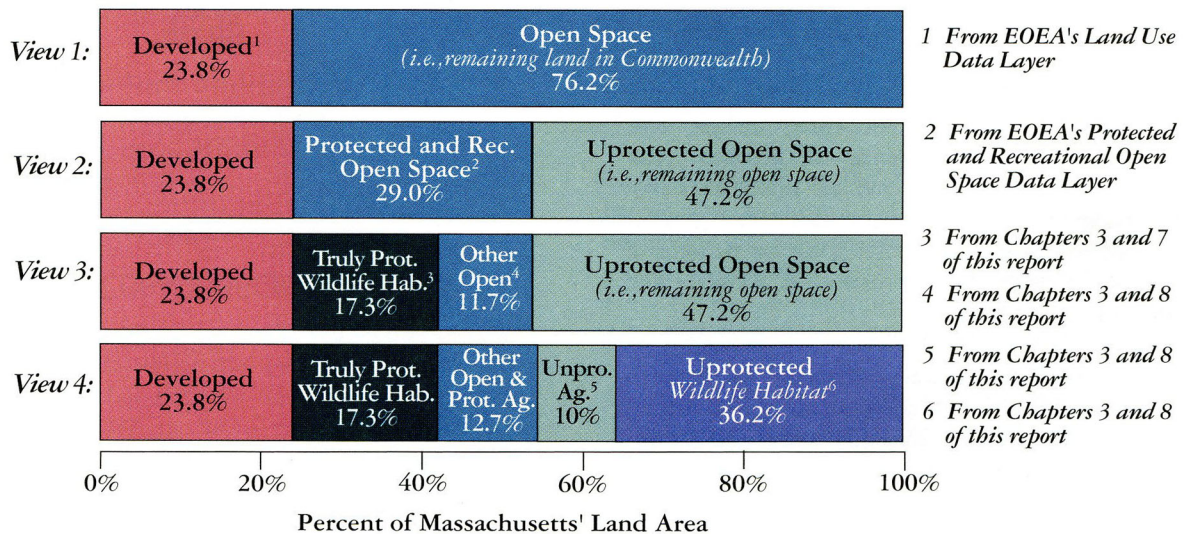 View 1:
Developed¹
23.8%
Open Space
(i.e.,remaining land in Commonwealth)
76.2%
1 From EOEA's Land Use
Data Layer
View 2:
Developed
23.8%
Protected and Rec.
Open Space²
29.0%
Uprotected Open Space
(i.e.,remaining open space)
47.2%
2 From EOEA's Protected
and Recreational Open
Space Data Layer
View 3:
Developed
23.8%
Truly Prot.
Wildlife Hab.³
17.3%
Other
Open⁴
11.7%
Uprotected Open Space
(i.e.,remaining open space)
47.2%
3 From Chapters 3 and 7
of this report
4 From Chapters 3 and 8
of this report
View 4:
Developed
23.8%
Truly Prot.
Wildlife Hab.
17.3%
Other
Open &
Prot. Ag.
12.7%
Unpro.
Ag.⁵
10%
Uprotected
Wildlife Habitat⁶
36.2%
5 From Chapters 3 and 8
of this report
6 From Chapters 3 and 8
of this report
0% 20% 40% 60% 80% 100%
Percent of Massachusetts' Land Area